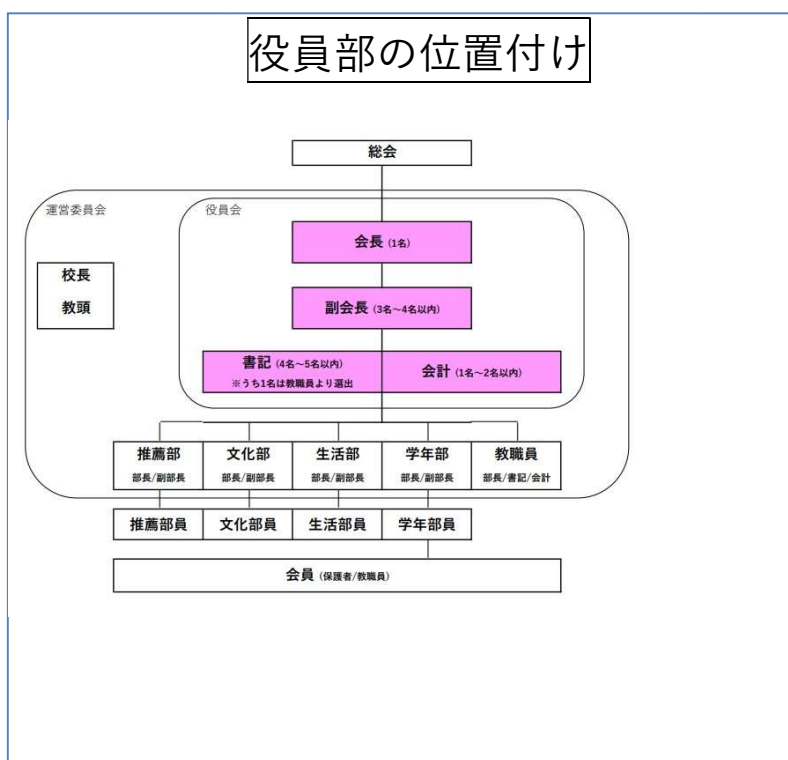 役員部の位置付け
総会
運営委員会
役員会
会長 (1名)
校長
教頭
副会長 (3名～4名以内)
書記 (4名～5名以内)
※うち1名は教職員より選出
会計 (1名～2名以内)
推薦部
部長/副部長
文化部
部長/副部長
生活部
部長/副部長
学年部
部長/副部長
教職員
部長/書記/会計
推薦部員
文化部員
生活部員
学年部員
会員 (保護者/教職員)